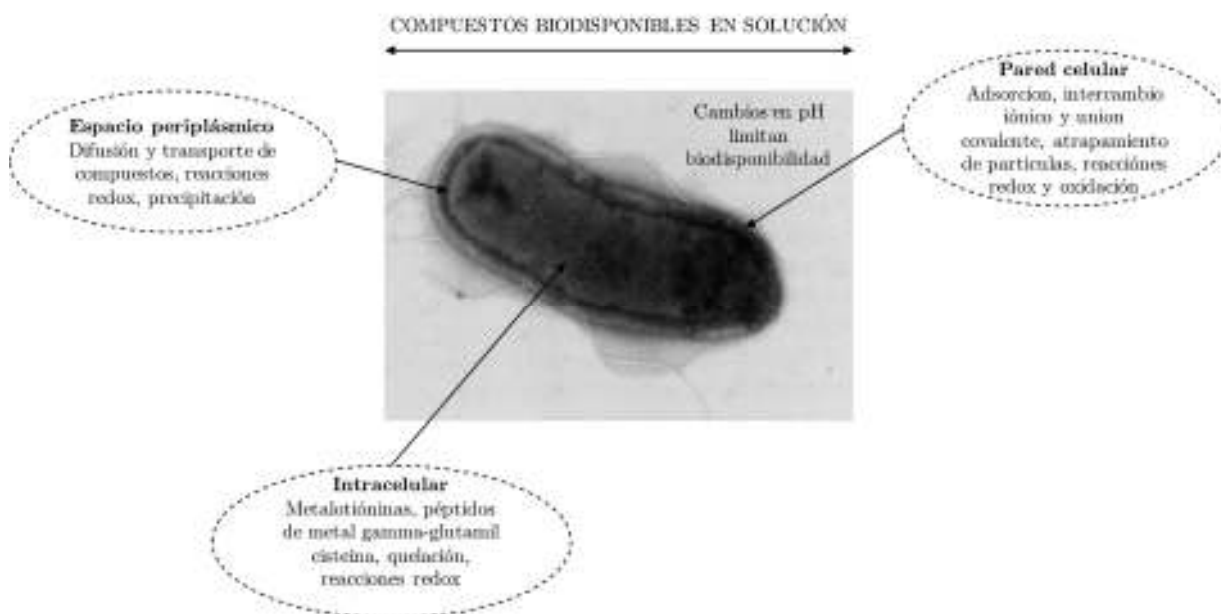 COMPUESTOS BIODISPONIBLES EN SOLUCIÓN
Pared celular
Adsorcion, intercambio
iónico y union
covalente, atrapamiento
de particulas, reacciónes
redox y oxidación
Cambios en pH
limitan
biodisponibilidad
Espacio periplásmico
Difusión y transporte de
compuestos, reacciones
redox, precipitación
Intracelular
Metalotióninas, péptidos
de metal gamma-glutamil
cisteina, quelación,
reacciones redox